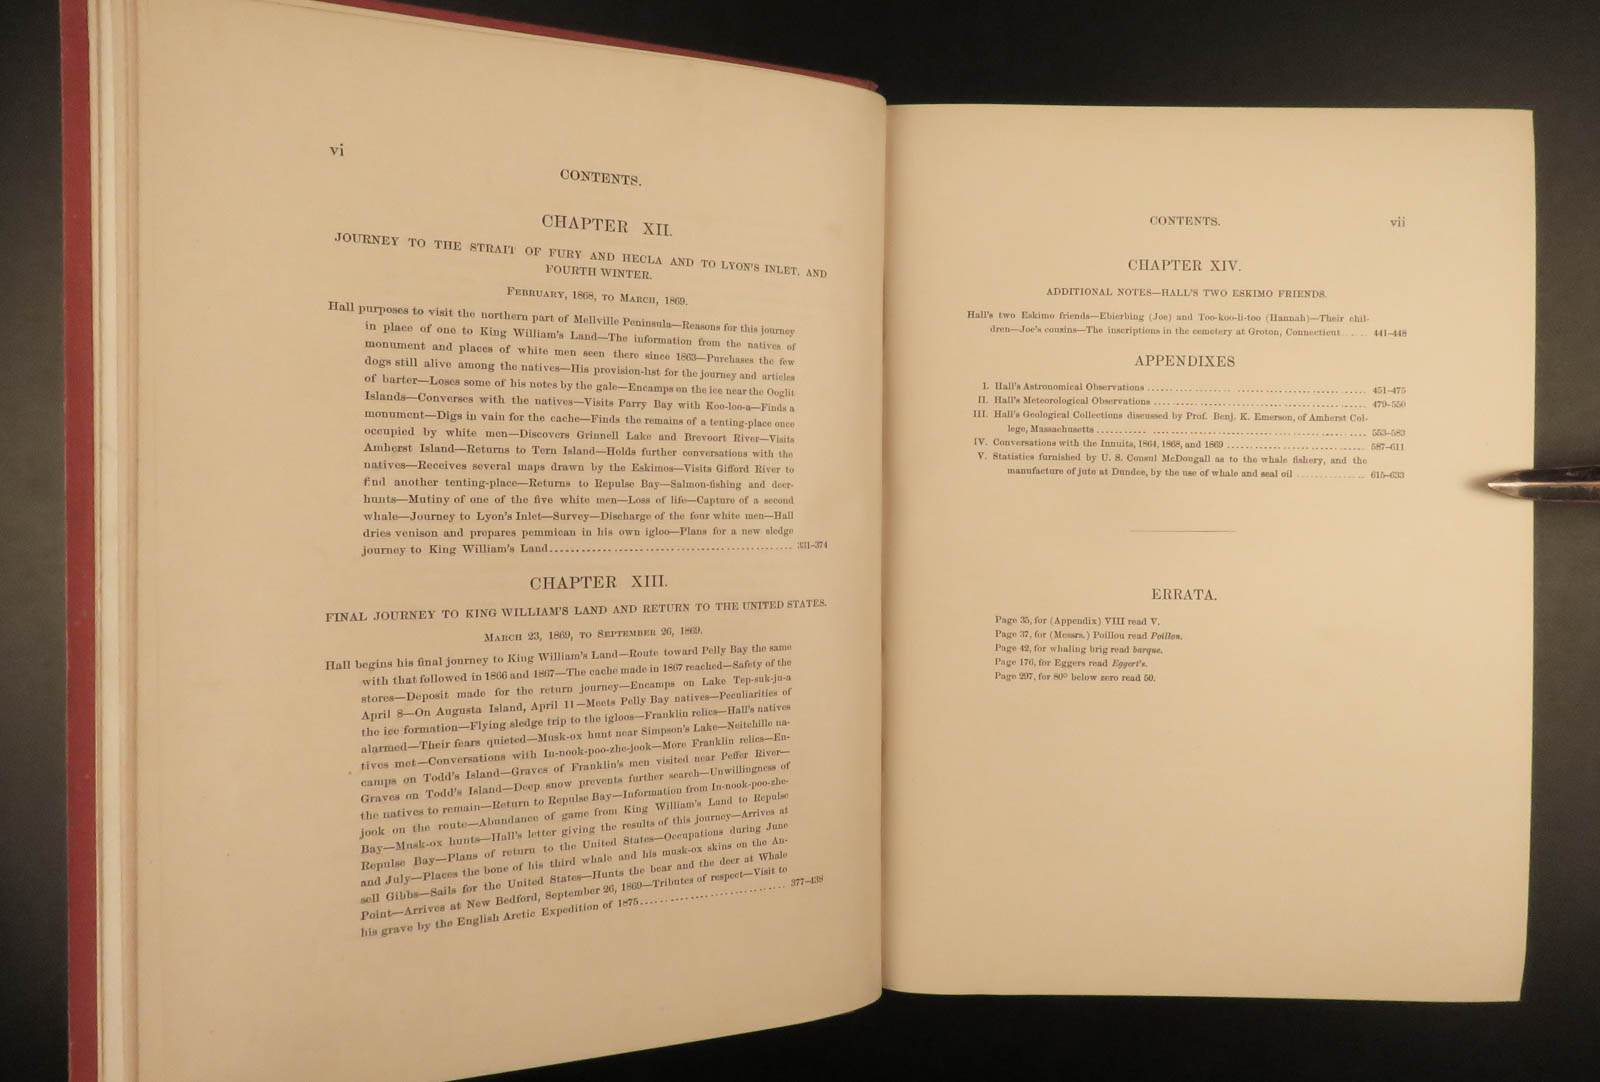 vi
CONTENTS.
CHAPTER XII.
JOURNEY TO THE STRAIT OF FURY AND HECLA AND TO LYON'S INLET, AND
FOURTH WINTER.
FEBRUARY, 1868, TO MARCH, 1869.
Hall purposes to visit the northern part of Mellville Peninsula—Reasons for this journey
in place of one to King William's Land—The information from the natives of
monument and places of white men seen there since 1863—Purchases the few
dogs still alive among the natives—His provision-list for the journey and articles
of barter—Loses some of his notes by the gale—Encamps on the ice near the Ooglit
Islands—Converses with the natives—Visits Parry Bay with Koo-loo-a—Finds a
monument—Digs in vain for the cache—Finds the remains of a tenting-place once
occupied by white men—Discovers Grinnell Lake and Brevoort River—Visits
Amherst Island—Returns to Tern Island—Holds further conversations with the
natives—Receives several maps drawn by the Eskimos—Visits Gifford River to
find another tenting-place—Returns to Repulse Bay—Salmon-fishing and deer-
hunts—Mutiny of one of the five white men—Loss of life—Capture of a second
whale—Journey to Lyon's Inlet—Survey—Discharge of the four white men—Hall
dries venison and prepares pemmican in his own igloo—Plans for a new sledge
journey to King William's Land .......... 331–374
CHAPTER XIII.
FINAL JOURNEY TO KING WILLIAM'S LAND AND RETURN TO THE UNITED STATES.
MARCH 23, 1869, TO SEPTEMBER 26, 1869.
Hall begins his final journey to King William's Land—Route toward Pelly Bay the same
with that followed in 1866 and 1867—The cache made in 1867 reached—Safety of the
stores—Deposit made for the return journey—Encamps on Lake Tep-suk-ju-a
April 8—On Augusta Island, April 11—Meets Pelly Bay natives—Peculiarities of
the ice formation—Flying sledge trip to the igloos—Franklin relics—Hall's natives
alarmed—Their fears quieted—Musk-ox hunt near Simpson's Lake—Neitchille na-
tives met—Conversations with In-nook-poo-zhe-jook—More Franklin relics—En-
camps on Todd's Island—Graves of Franklin's men visited near Peffer River—
Graves on Todd's Island—Deep snow prevents further search—Unwillingness of
the natives to remain—Return to Repulse Bay—Information from In-nook-poo-zhe-
jook on the route—Abundance of game from King William's Land to Repulse
Bay—Musk-ox hunts—Hall's letter giving the results of this journey—Arrives at
Repulse Bay—Plans of return to the United States—Occupations during June
and July—Places the bone of his third whale and his musk-ox skins on the An-
sell Gibbs—Sails for the United States—Hunts the bear and the deer at Whale
Point—Arrives at New Bedford, September 26, 1869—Tributes of respect—Visit to
his grave by the English Arctic Expedition of 1875 .......... 377–438
CONTENTS. vii
CHAPTER XIV.
ADDITIONAL NOTES—HALL'S TWO ESKIMO FRIENDS.
Hall's two Eskimo friends—Ebierbing (Joe) and Too-koo-li-too (Hannah)—Their chil-
dren—Joe's cousins—The inscriptions in the cemetery at Groton, Connecticut .... 441–448
APPENDIXES
I. Hall's Astronomical Observations .......... 451–475
II. Hall's Meteorological Observations .......... 479–550
III. Hall's Geological Collections discussed by Prof. Benj. K. Emerson, of Amherst Col-
lege, Massachusetts .......... 553–583
IV. Conversations with the Innuits, 1864, 1868, and 1869 .......... 587–611
V. Statistics furnished by U. S. Consul McDougall as to the whale fishery, and the
manufacture of jute at Dundee, by the use of whale and seal oil .......... 615–633
ERRATA.
Page 35, for (Appendix) VIII read V.
Page 37, for (Messrs.) Poillou read Poillon.
Page 42, for whaling brig read barque.
Page 176, for Eggers read Eggert's.
Page 297, for 80° below zero read 50.